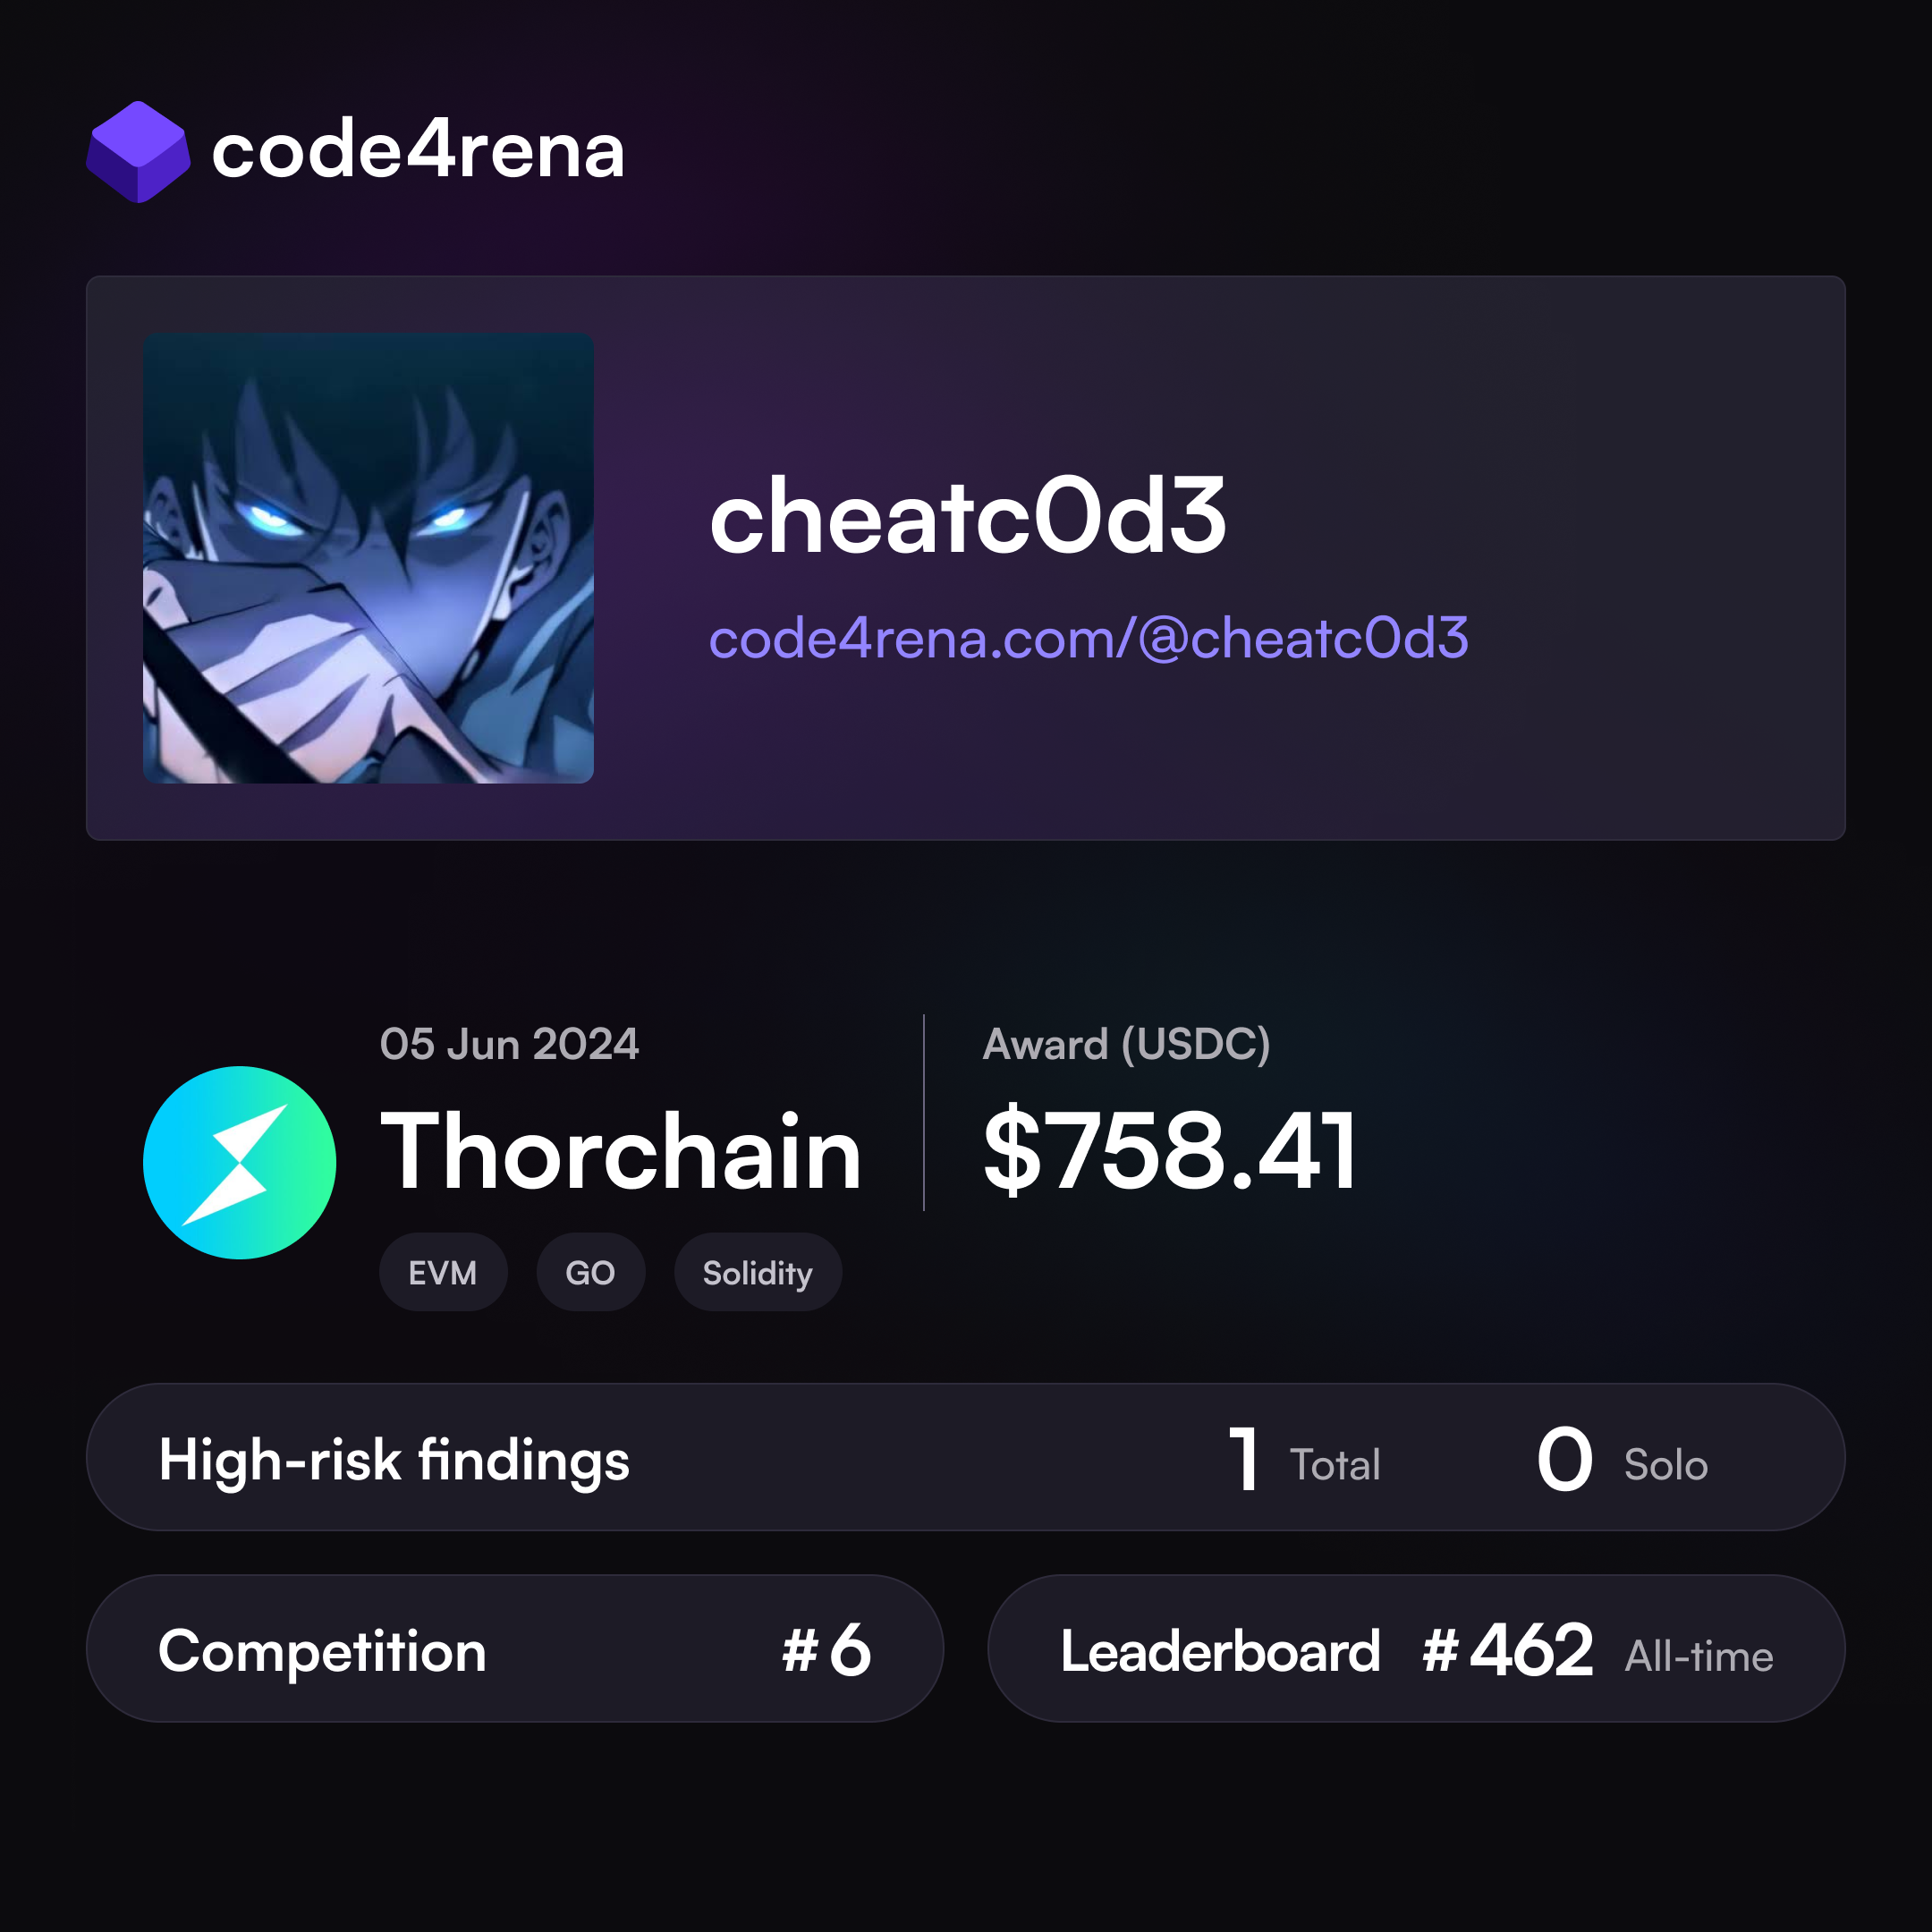 code4rena
cheatc0d3
code4rena.com/@cheatc0d3
05 Jun 2024
Thorchain
EVM GO Solidity
Award (USDC)
$758.41
High-risk findings 1 Total 0 Solo
Competition #6
Leaderboard #462 All-time